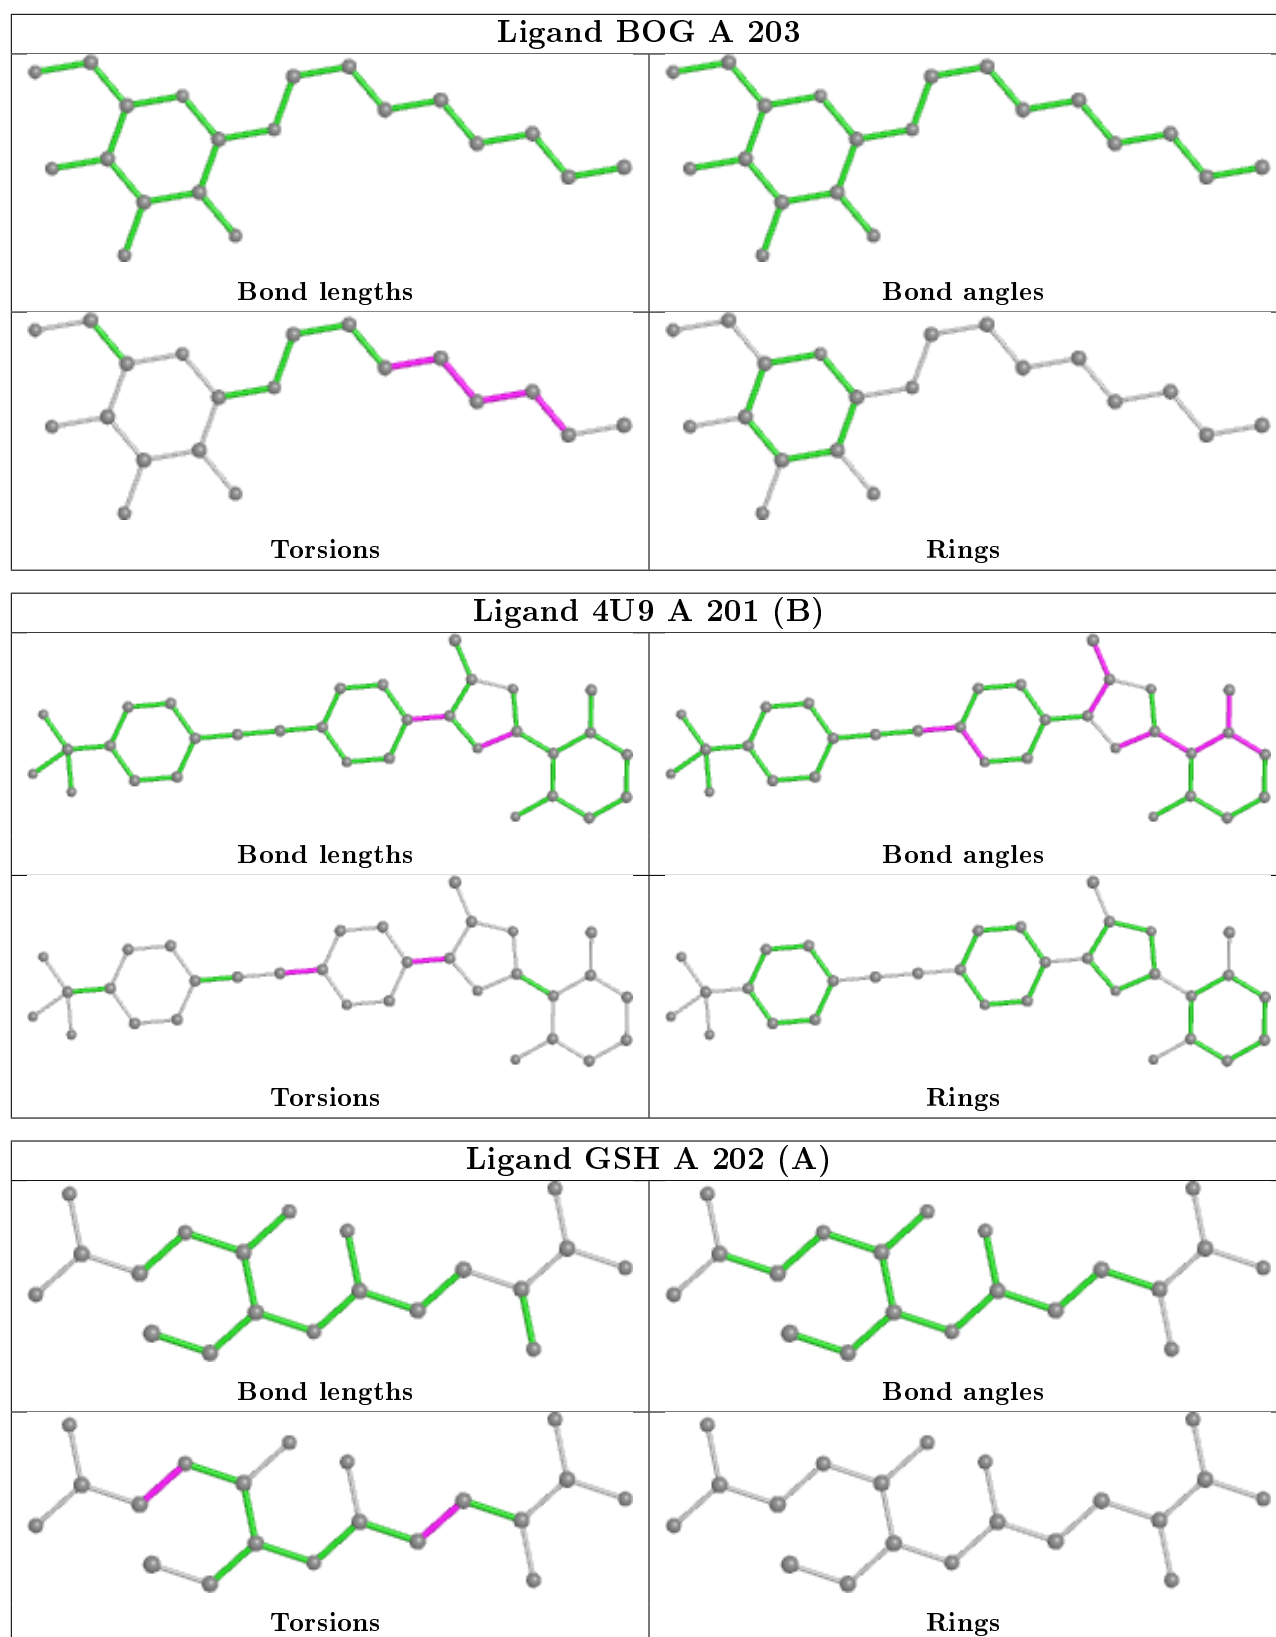 Ligand BOG A 203
Bond lengths
Bond angles
Torsions
Rings
Ligand 4U9 A 201 (B)
Bond lengths
Bond angles
Torsions
Rings
Ligand GSH A 202 (A)
Bond lengths
Bond angles
Torsions
Rings